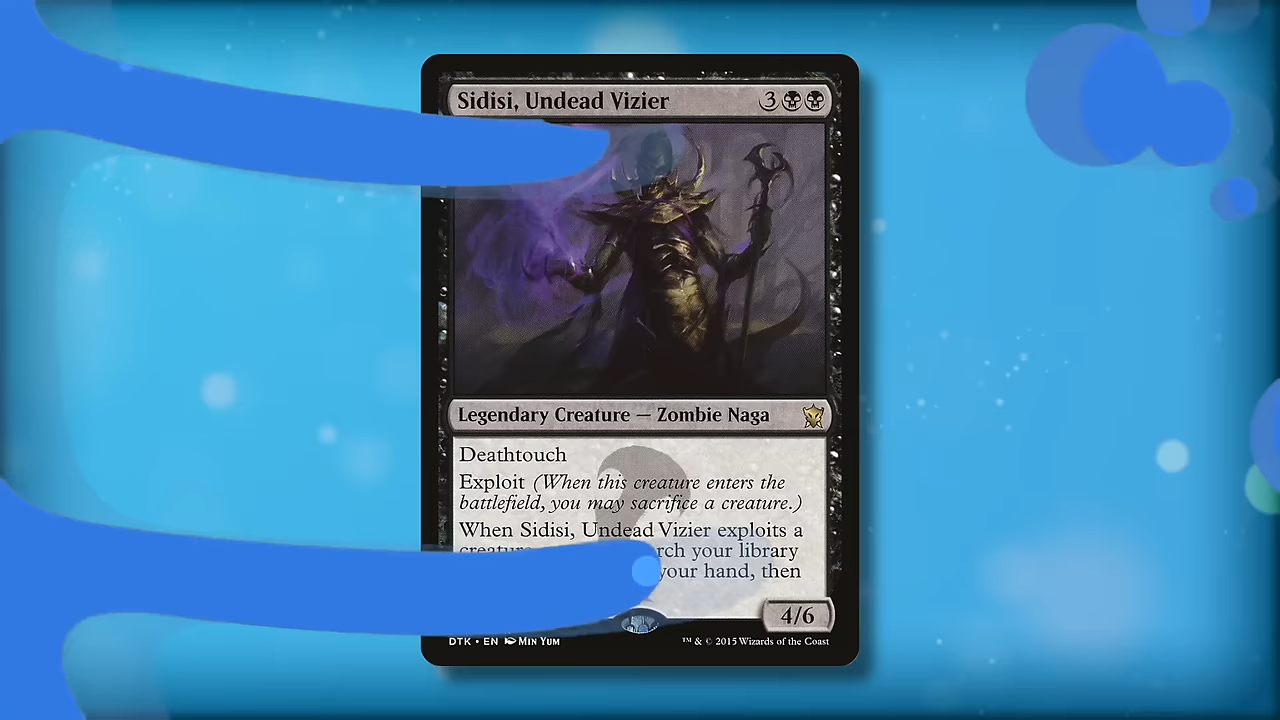 Sidisi, Undead Vizier 3
Legendary Creature — Zombie Naga
Deathtouch
Exploit (When this creature enters the
battlefield, you may sacrifice a creature.)
When Sidisi, Undead Vizier exploits a
your library
your hand, then
4/6
DTK • EN Min Yum
™ & © 2015 Wizards of the Coast